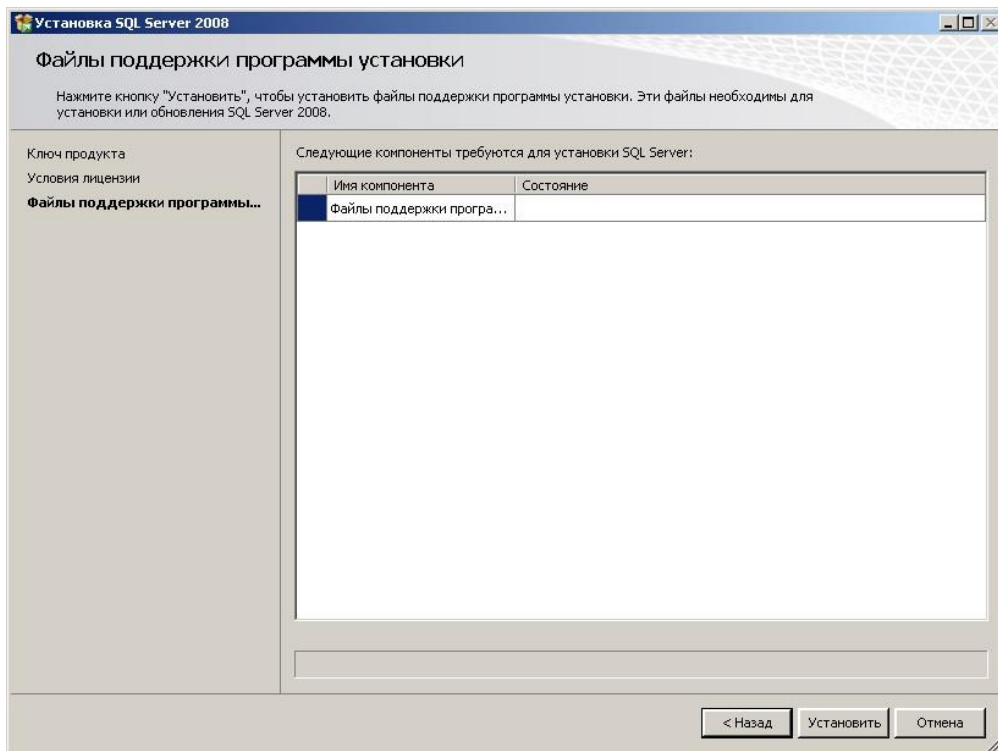 Установка SQL Server 2008
Файлы поддержки программы установки
Нажмите кнопку "Установить", чтобы установить файлы поддержки программы установки. Эти файлы необходимы для
установки или обновления SQL Server 2008.
Ключ продукта
Условия лицензии
Файлы поддержки программы...
Следующие компоненты требуются для установки SQL Server:
Имя компонента Состояние
Файлы поддержки програ...
< Назад Установить Отмена